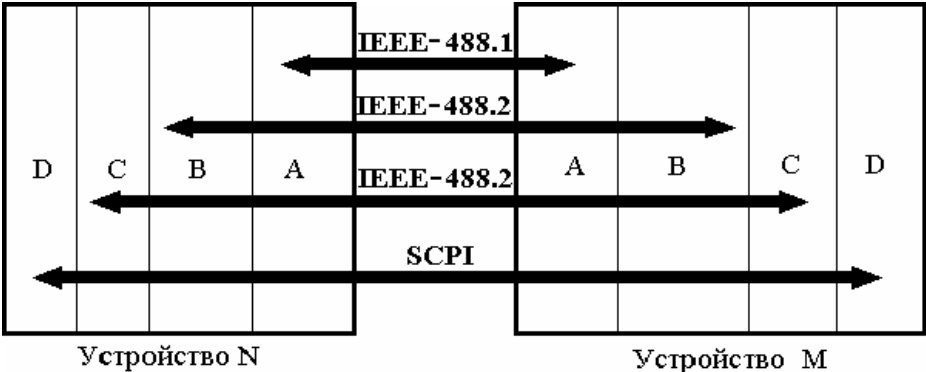 IEEE-488.1
IEEE-488.2
D C B A A B C D
IEEE-488.2
SCPI
Устройство N Устройство M